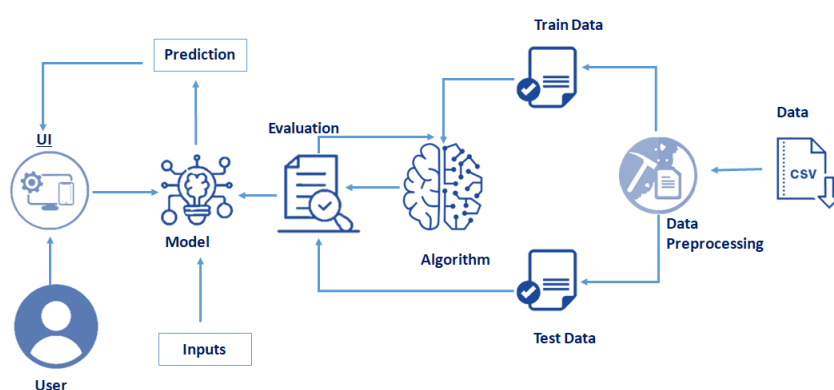 Train Data
Prediction
Data
Evaluation
UI
CSV
Model
Algorithm
Data
Preprocessing
Inputs
Test Data
User